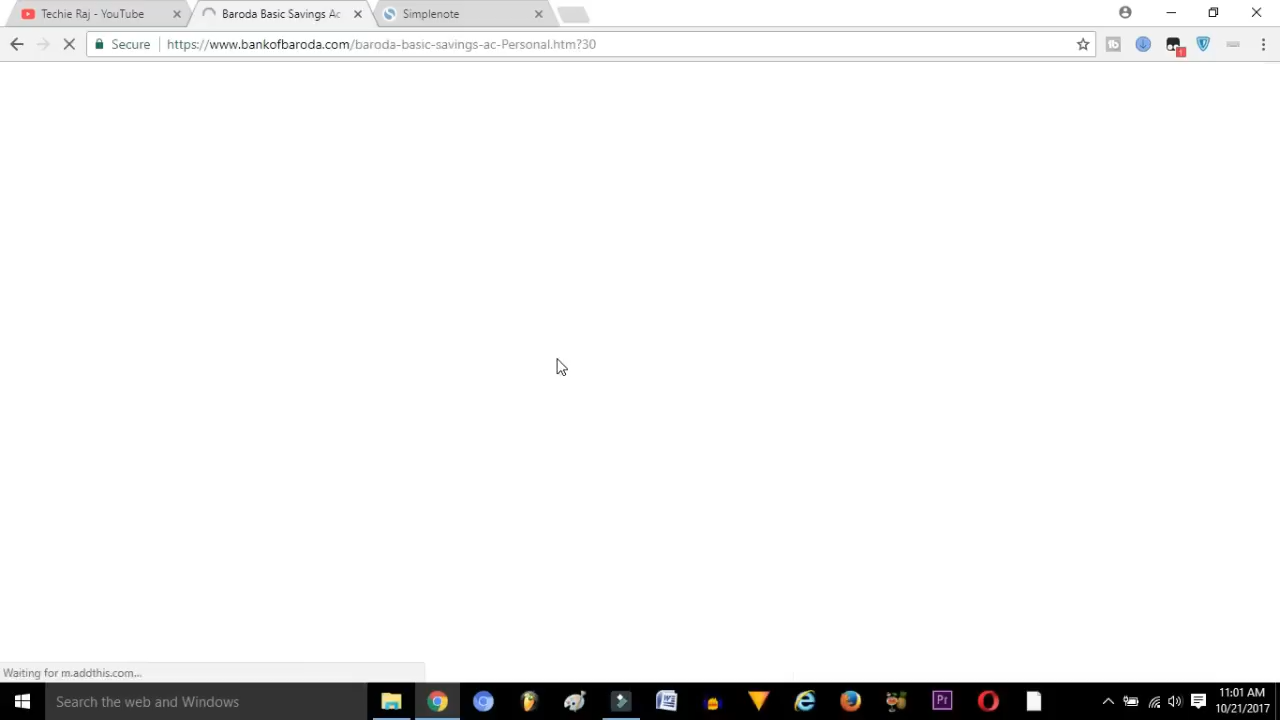 Techie Raj - YouTube
Baroda Basic Savings Ac
Simplenote
Secure
https://www.bankofbaroda.com/baroda-basic-savings-ac-Personal.htm?30
Waiting for m.addthis.com...
Search the web and Windows
Pr
11:01 AM
10/21/2017